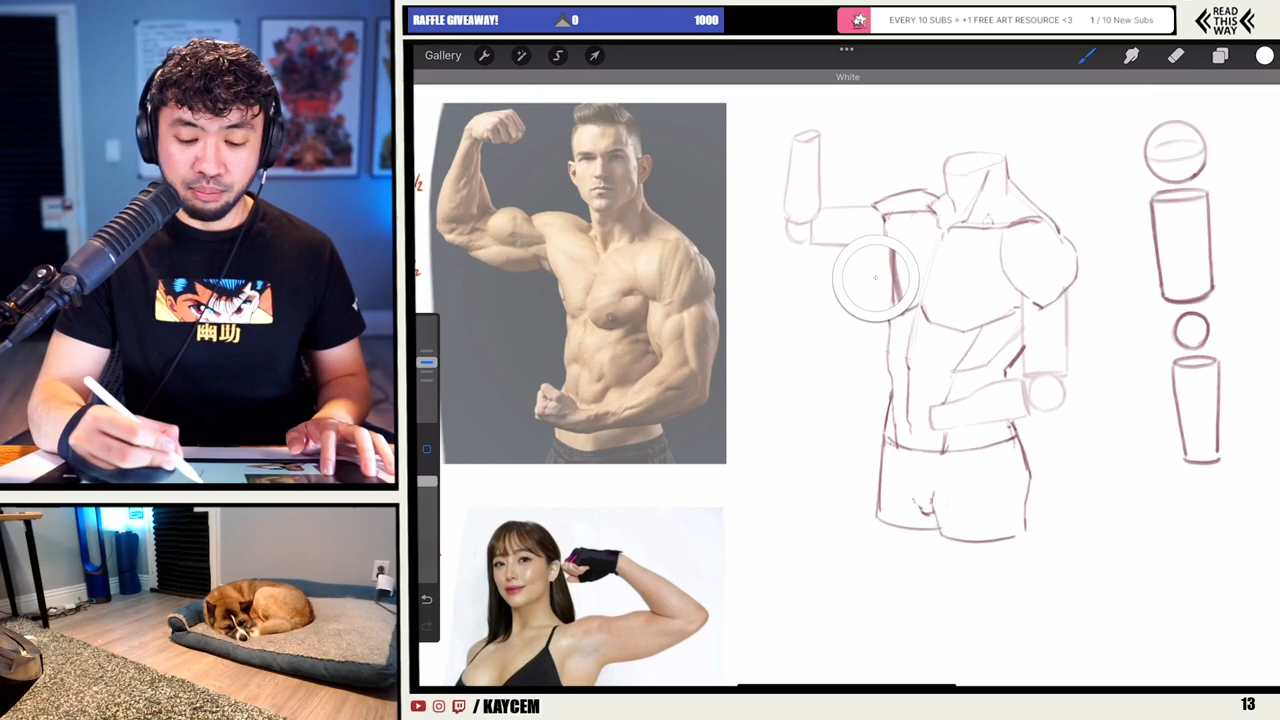 RAFFLE GIVEAWAY!
0
1000
EVERY 10 SUBS = +1 FREE ART RESOURCE <3
1 / 10 New Subs
READ
THIS
WAY
Gallery
White
幽助
/ KAYCEM
13